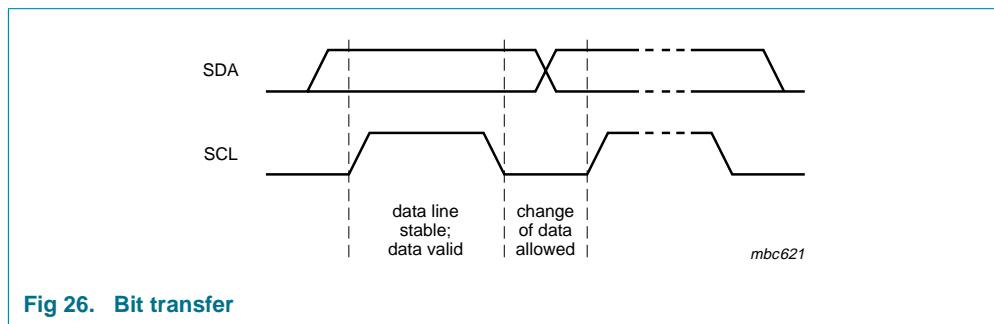 SDA
SCL
data line
stable;
data valid
change
of data
allowed
mbc621
Fig 26. Bit transfer